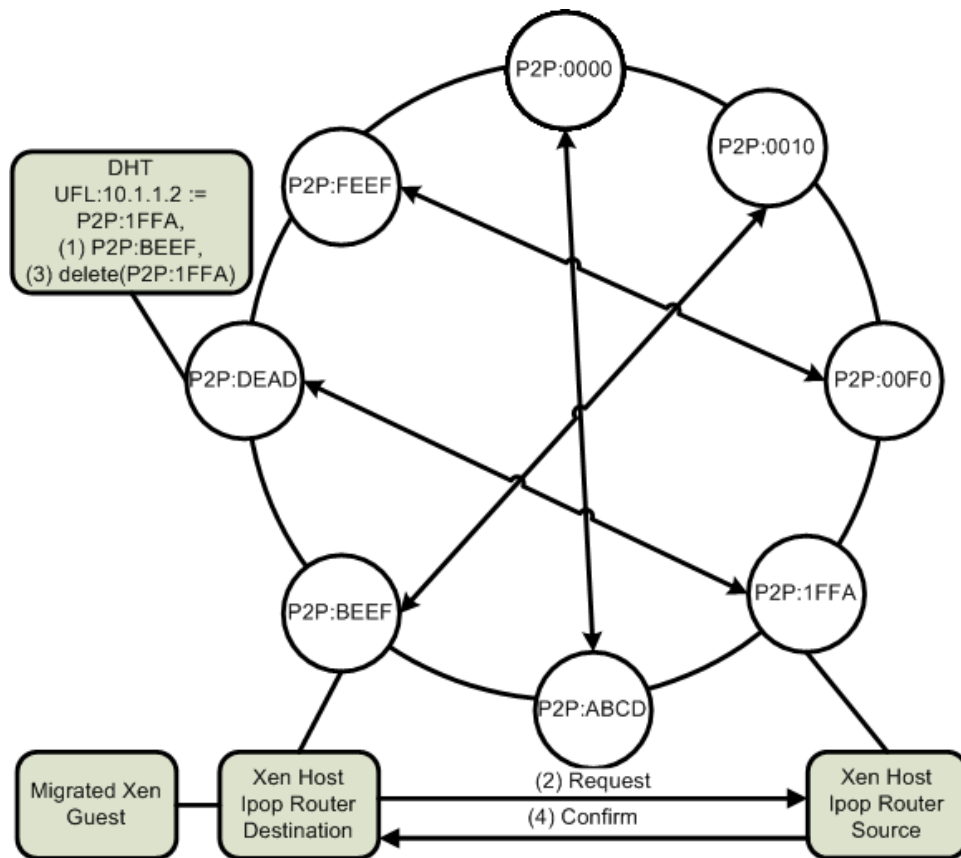 P2P:0000
P2P:0010
P2P:FEEF
DHT
UFL:10.1.1.2 :=
P2P:1FFA,
(1) P2P:BEEF,
(3) delete(P2P:1FFA)
P2P:DEAD
P2P:00F0
P2P:BEEF
P2P:1FFA
P2P:ABCD
Migrated Xen
Guest
Xen Host
Ipop Router
Destination
(2) Request
(4) Confirm
Xen Host
Ipop Router
Source